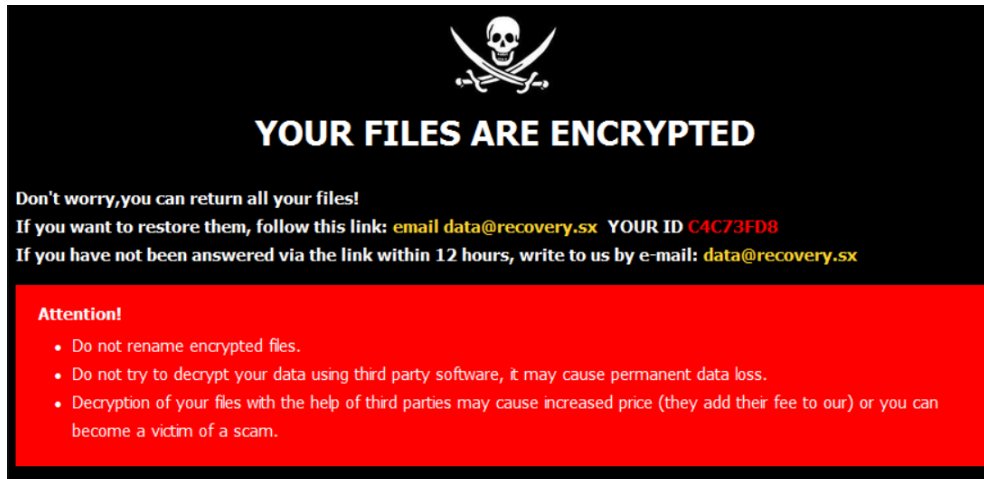 YOUR FILES ARE ENCRYPTED
Don't worry,you can return all your files!
If you want to restore them, follow this link: email data@recovery.sx YOUR ID C4C73FD8
If you have not been answered via the link within 12 hours, write to us by e-mail: data@recovery.sx
Attention!
• Do not rename encrypted files.
• Do not try to decrypt your data using third party software, it may cause permanent data loss.
• Decryption of your files with the help of third parties may cause increased price (they add their fee to our) or you can
become a victim of a scam.